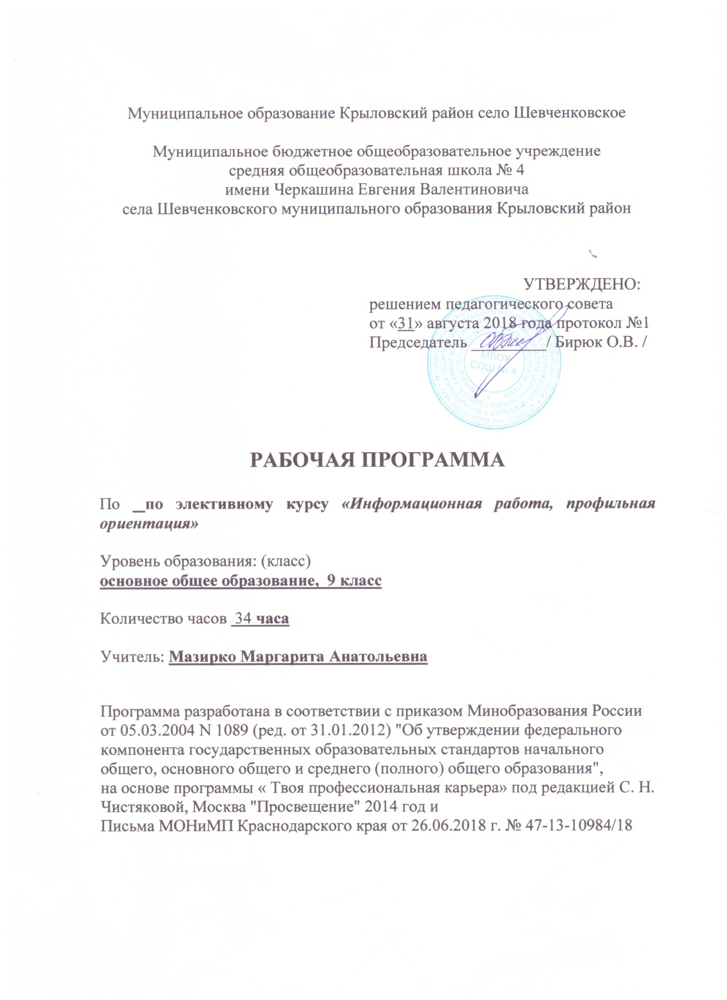 Муниципальное образование Крыловский район село Шевченковское
Муниципальное бюджетное общеобразовательное учреждение
средняя общеобразовательная школа № 4
имени Черкашина Евгения Валентиновича
села Шевченковского муниципального образования Крыловский район
УТВЕРЖДЕНО:
решением педагогического совета
от «31» августа 2018 года протокол №1
Председатель _________/ Бирюк О.В. /
МБОУ
СОШ № 4
РАБОЧАЯ ПРОГРАММА
По _по элективному курсу «Информационная работа, профильная
ориентация»
Уровень образования: (класс)
основное общее образование, 9 класс
Количество часов 34 часа
Учитель: Мазирко Маргарита Анатольевна
Программа разработана в соответствии с приказом Минобразования России
от 05.03.2004 N 1089 (ред. от 31.01.2012) "Об утверждении федерального
компонента государственных образовательных стандартов начального
общего, основного общего и среднего (полного) общего образования",
на основе программы « Твоя профессиональная карьера» под редакцией С. Н.
Чистяковой, Москва "Просвещение" 2014 год и
Письма МОНиМП Краснодарского края от 26.06.2018 г. № 47-13-10984/18